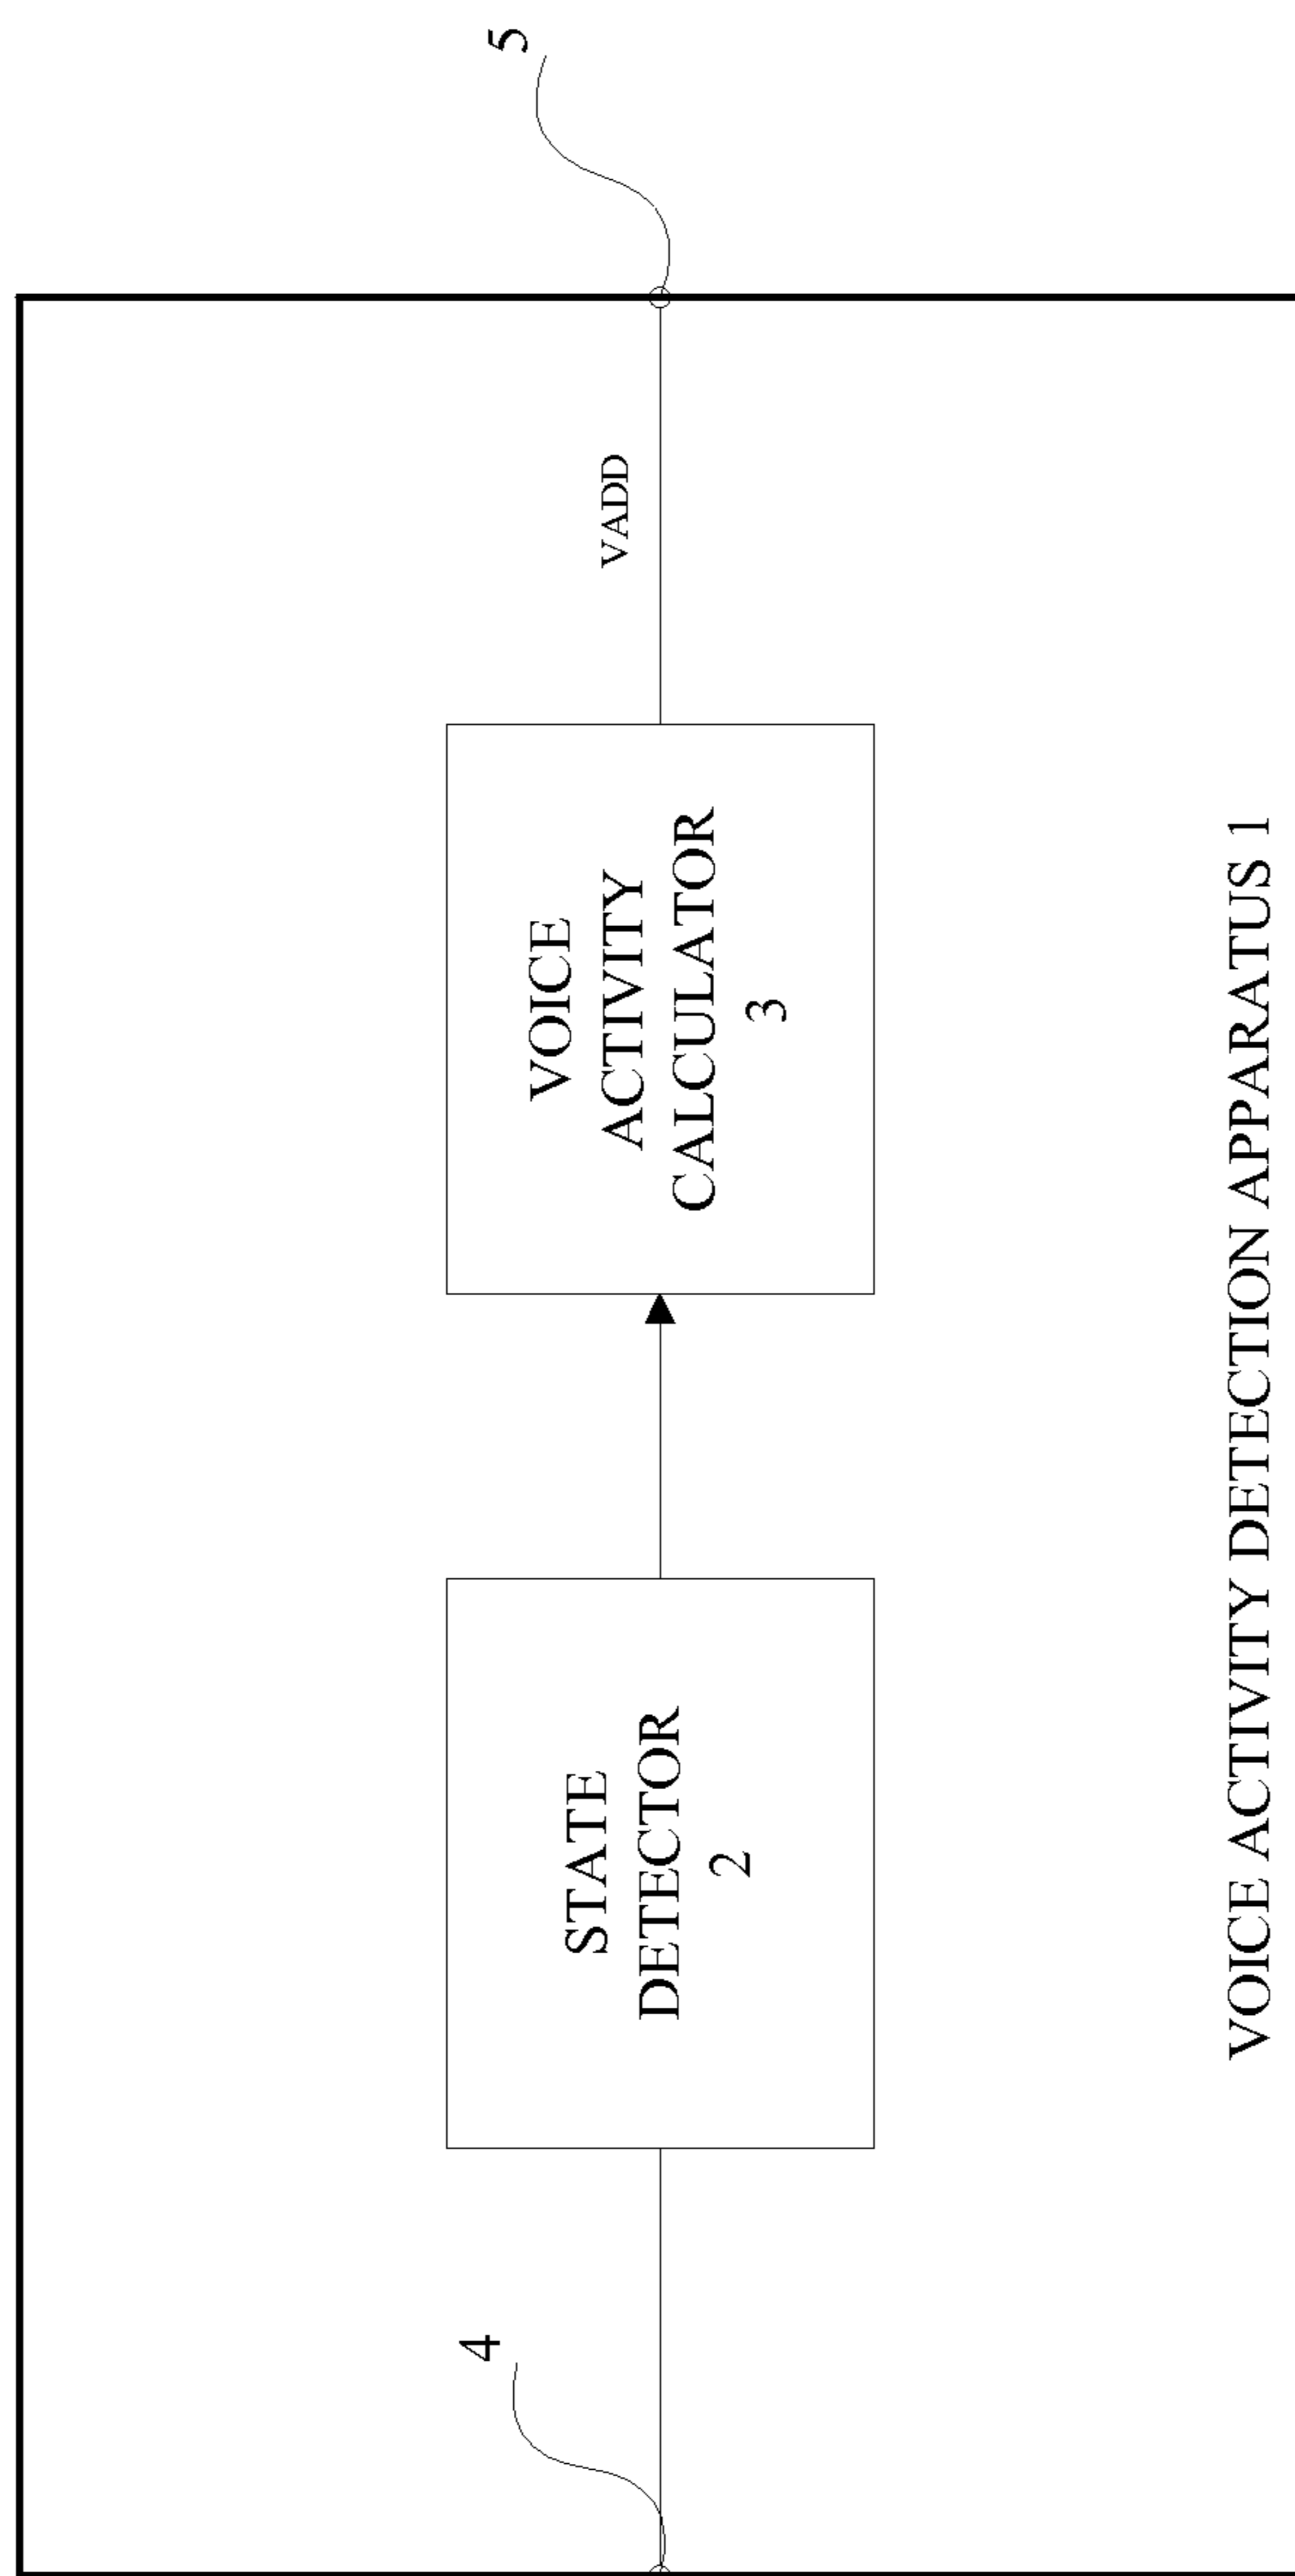 4
5
STATE
DETECTOR
2
VOICE
ACTIVITY
CALCULATOR
3
VADD
VOICE ACTIVITY DETECTION APPARATUS 1